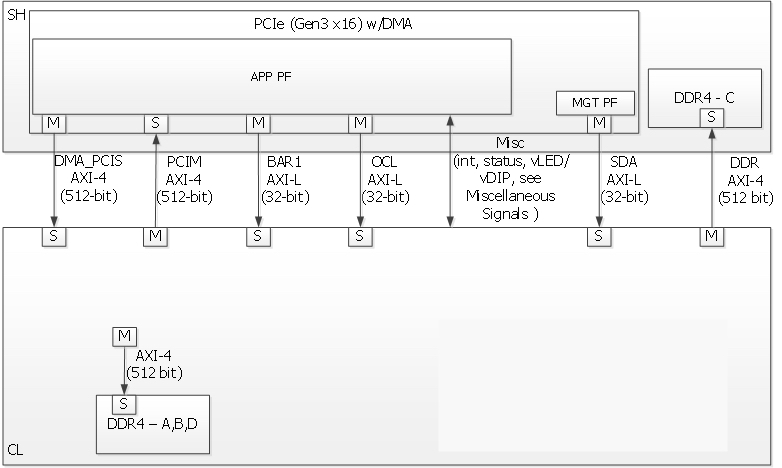 SH
PCIe (Gen3 x16) w/DMA
APP PF
MGT PF
DDR4 - C
M
S
M
M
M
S
DMA_PCIS
AXI-4
(512-bit)
PCIM
AXI-4
(512-bit)
BAR1
AXI-L
(32-bit)
OCL
AXI-L
(32-bit)
Misc
(int, status, vLED/
vDIP, see
Miscellaneous
Signals )
SDA
AXI-L
(32-bit)
DDR
AXI-4
(512 bit)
S
M
S
S
S
M
M
AXI-4
(512 bit)
S
DDR4 – A,B,D
CL